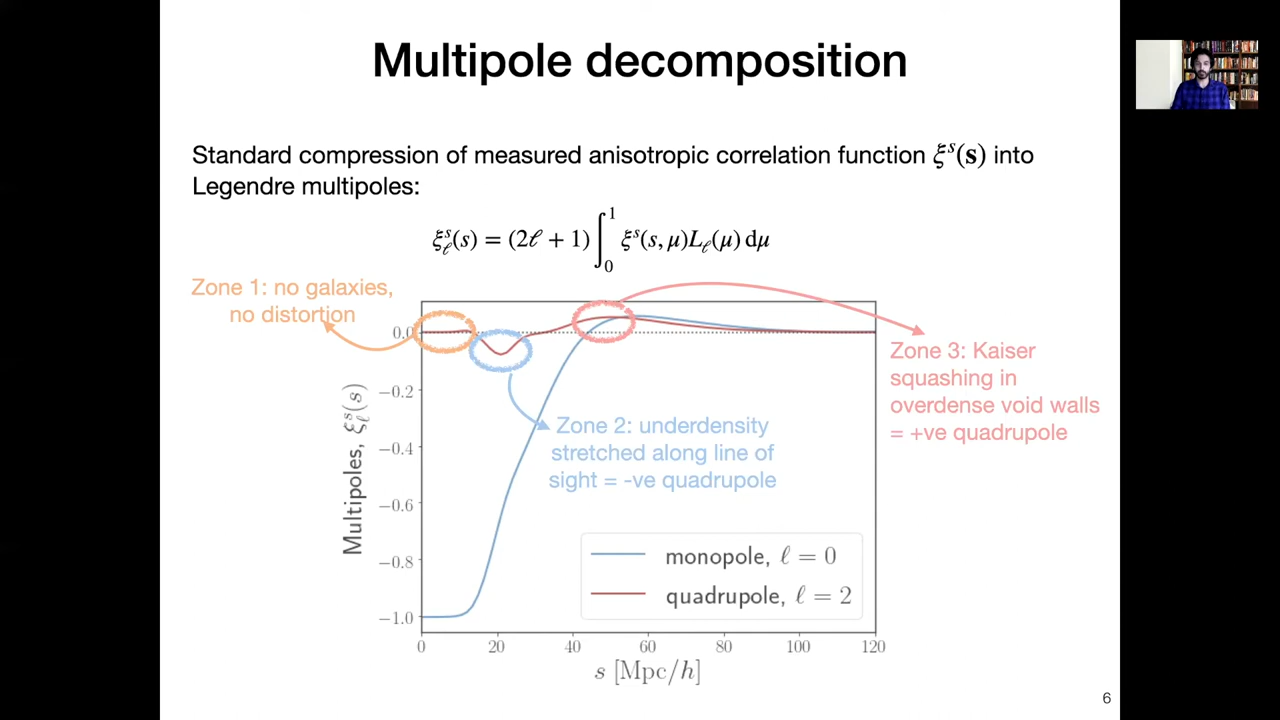 Multipole decomposition
Standard compression of measured anisotropic correlation function ξˢ(𝐬) into
Legendre multipoles:
ξˢ_ℓ(s) = (2ℓ + 1) ∫₀¹ ξˢ(s, μ)L_ℓ(μ) dμ
Zone 1: no galaxies,
no distortion
Zone 3: Kaiser
squashing in
overdense void walls
= +ve quadrupole
Zone 2: underdensity
stretched along line of
sight = -ve quadrupole
Multipoles, ξˢ_ℓ(s)
0.0
−0.2
−0.4
−0.6
−0.8
−1.0
monopole, ℓ = 0
quadrupole, ℓ = 2
0 20 40 60 80 100 120
s [Mpc/h]
6